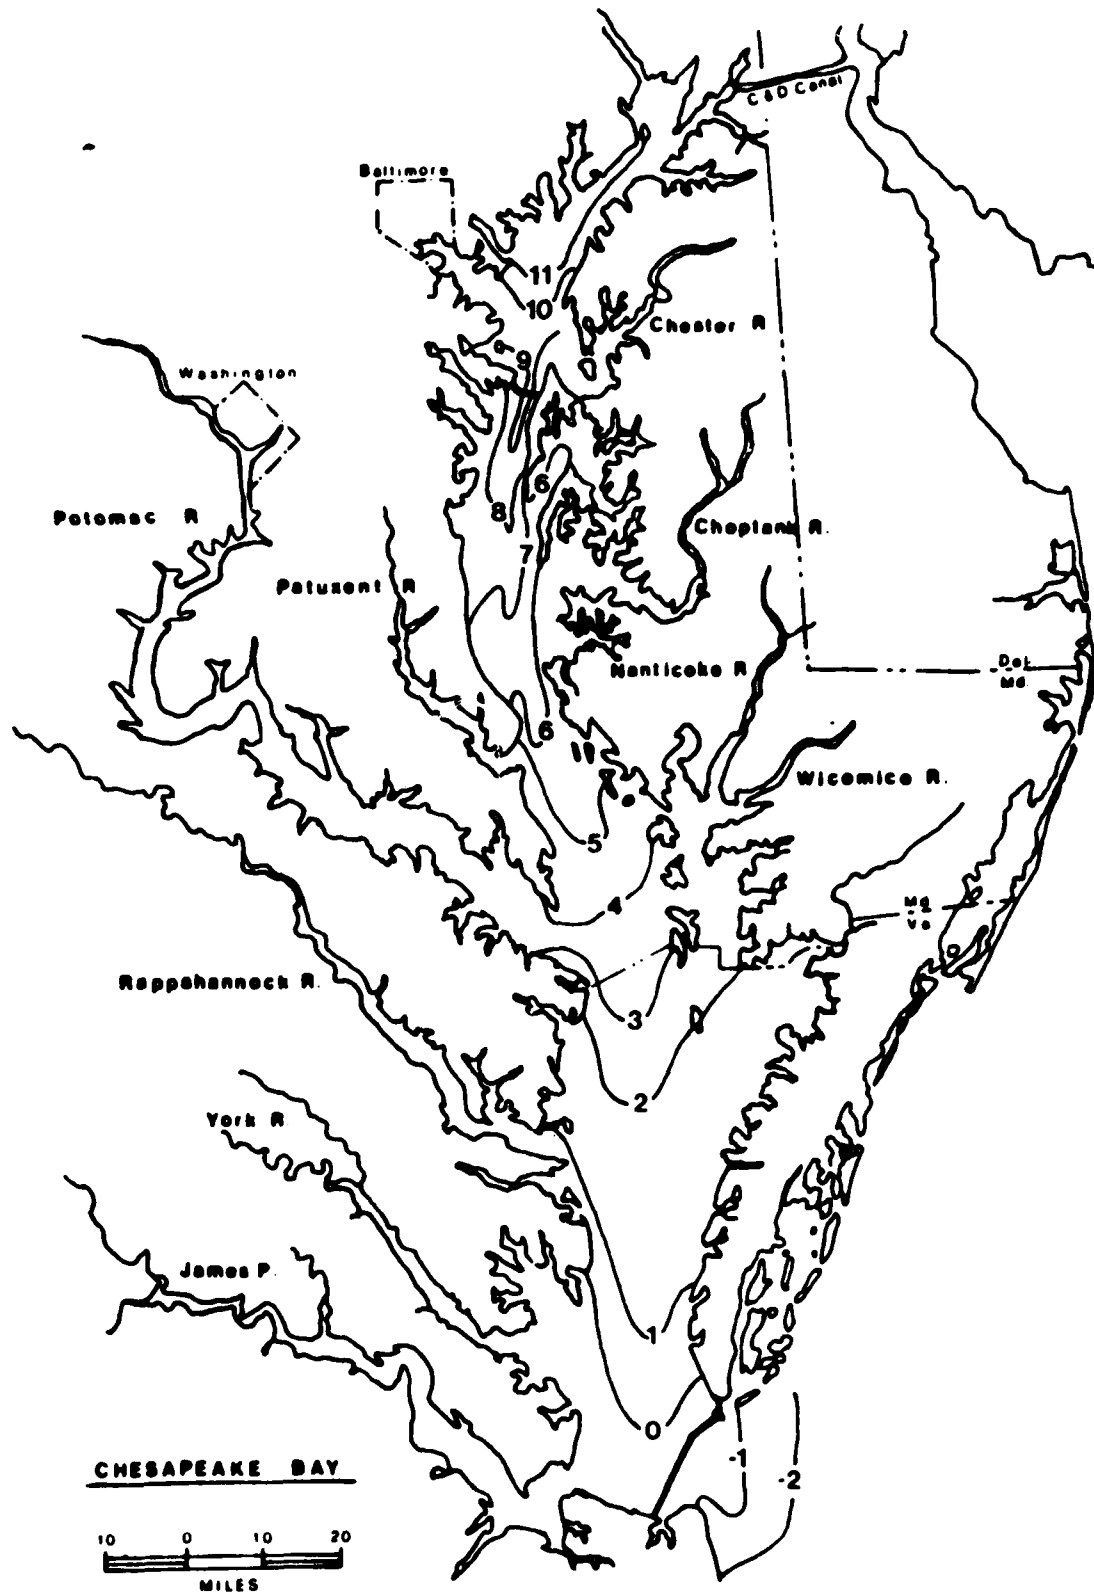 C & D Canal
Baltimore
11
10
Chester R
9
Washington
6
8
Potomac R
Choptank R.
7
Patuxent R
Nanticoke R
Del
Md.
6
Wicomico R.
5
4
Md
Va
Rappahannock R.
3
2
York R
James R.
1
0
-1
-2
CHESAPEAKE BAY
10 0 10 20
MILES